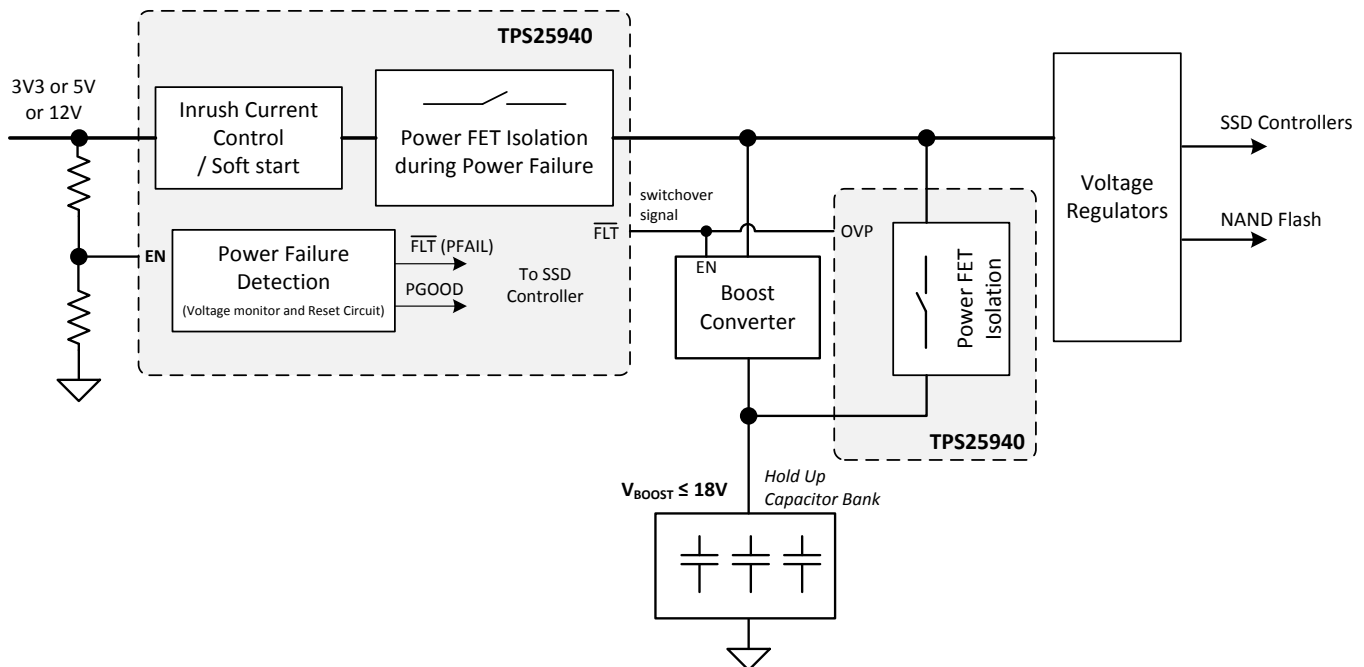 TPS25940
3V3 or 5V
or 12V
Inrush Current
Control
/ Soft start
Power FET Isolation
during Power Failure
SSD Controllers
Voltage
Regulators
NAND Flash
switchover
signal
FLT
OVP
EN
Power Failure
Detection
(Voltage monitor and Reset Circuit)
FLT (PFAIL)
PGOOD
To SSD
Controller
EN
Boost
Converter
Power FET
Isolation
TPS25940
VBOOST ≤ 18V
Hold Up
Capacitor Bank